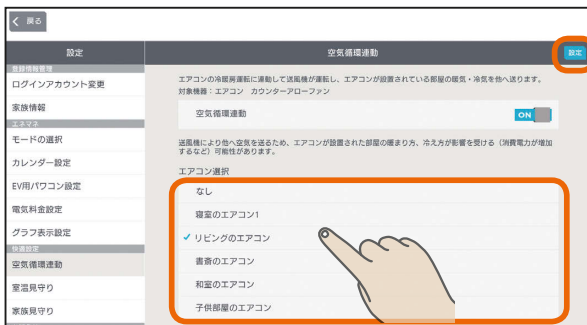 戻る
設定
空気循環連動
設定
登録情報管理
ログインアカウント変更
家族情報
エネマネ
モードの選択
カレンダー設定
EV用パワコン設定
電気料金設定
グラフ表示設定
快適設定
空気循環連動
室温見守り
家族見守り
エアコンの冷暖房運転に連動して送風機が運転し、エアコンが設置されている部屋の暖気・冷気を他へ送ります。
対象機器：エアコン カウンターアローファン
空気循環連動
ON
送風機により他へ空気を送るため、エアコンが設置された部屋の暖まり方、冷え方が影響を受ける（消費電力が増加
するなど）可能性があります。
エアコン選択
なし
寝室のエアコン1
リビングのエアコン
書斎のエアコン
和室のエアコン
子供部屋のエアコン